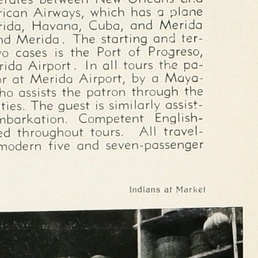 between New Orleans and
rican Airways, which has a plane
rida, Havana, Cuba, and Merida
nd Merida. The starting and ter-
wo cases is the Port of Progreso,
rida Airport. In all tours the pa-
or at Merida Airport, by a Maya-
ho assists the patron through the
ties. The guest is similarly assist-
mbarkation. Competent English-
ed throughout tours. All travel-
modern five and seven-passenger
Indians at Market